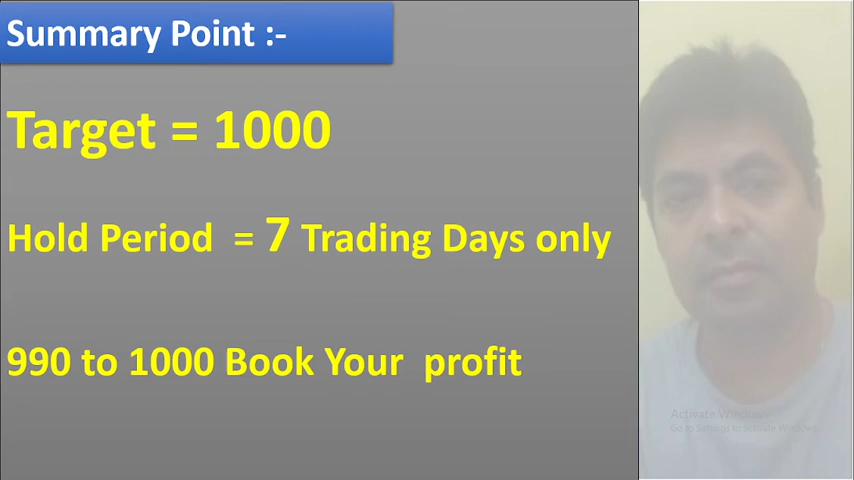 Summary Point :-
Target = 1000
Hold Period = 7 Trading Days only
990 to 1000 Book Your profit
Activate Windows
Go to Settings to activate Windows.